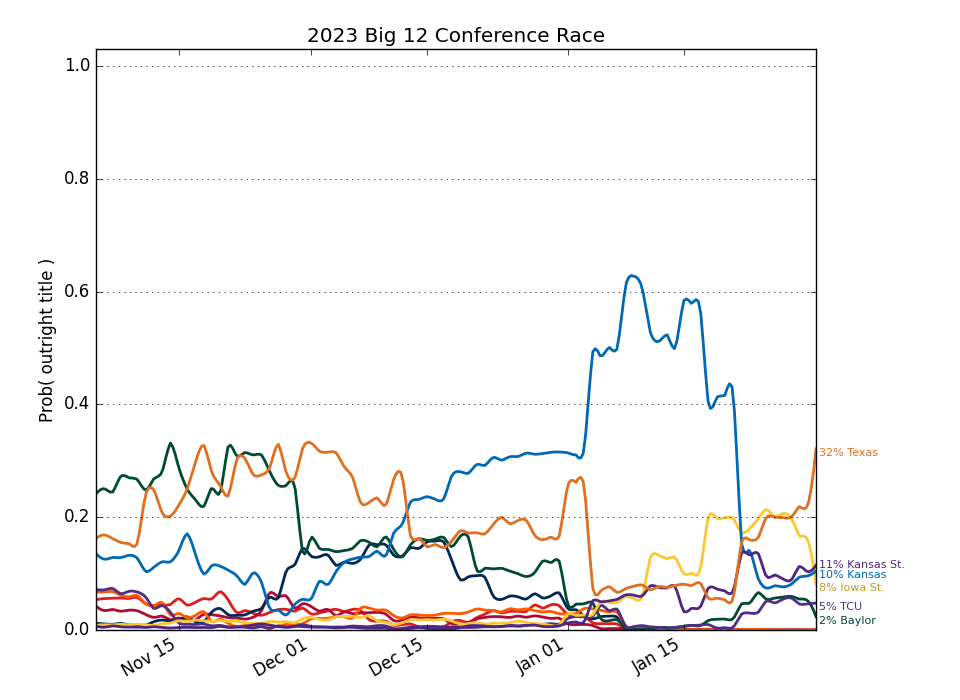 2023 Big 12 Conference Race
1.0
0.8
0.6
0.4
0.2
0.0
Prob( outright title )
Nov 15
Dec 01
Dec 15
Jan 01
Jan 15
32% Texas
11% Kansas St.
10% Kansas
8% Iowa St.
5% TCU
2% Baylor